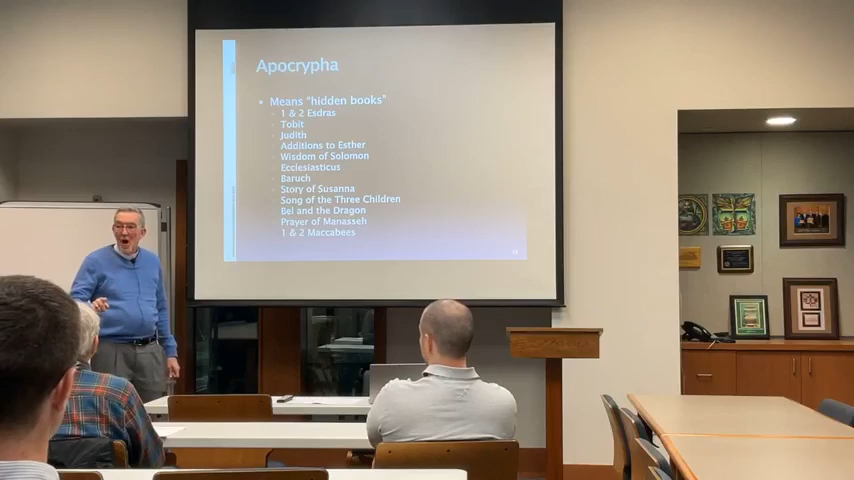 Apocrypha
Means "hidden books"
1 & 2 Esdras
Tobit
Judith
Additions to Esther
Wisdom of Solomon
Ecclesiasticus
Baruch
Story of Susanna
Song of the Three Children
Bel and the Dragon
Prayer of Manasseh
1 & 2 Maccabees